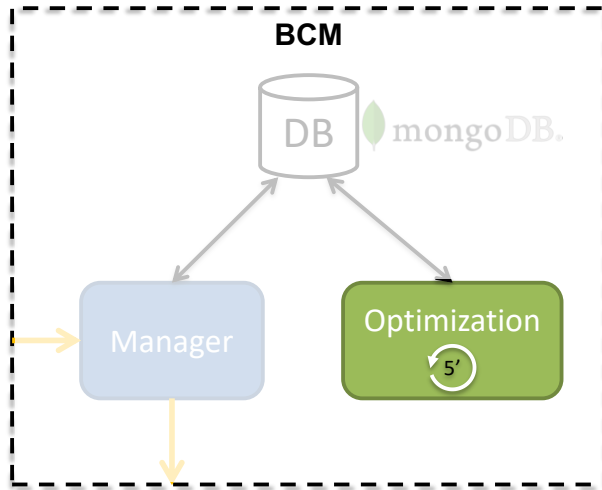 BCM
DB
mongoDB.
Manager
Optimization
5’